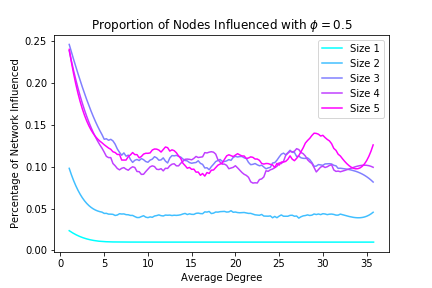 Proportion of Nodes Influenced with ϕ = 0.5
Percentage of Network Influenced
0.25
0.20
0.15
0.10
0.05
0.00
0 5 10 15 20 25 30 35
Average Degree
Size 1
Size 2
Size 3
Size 4
Size 5